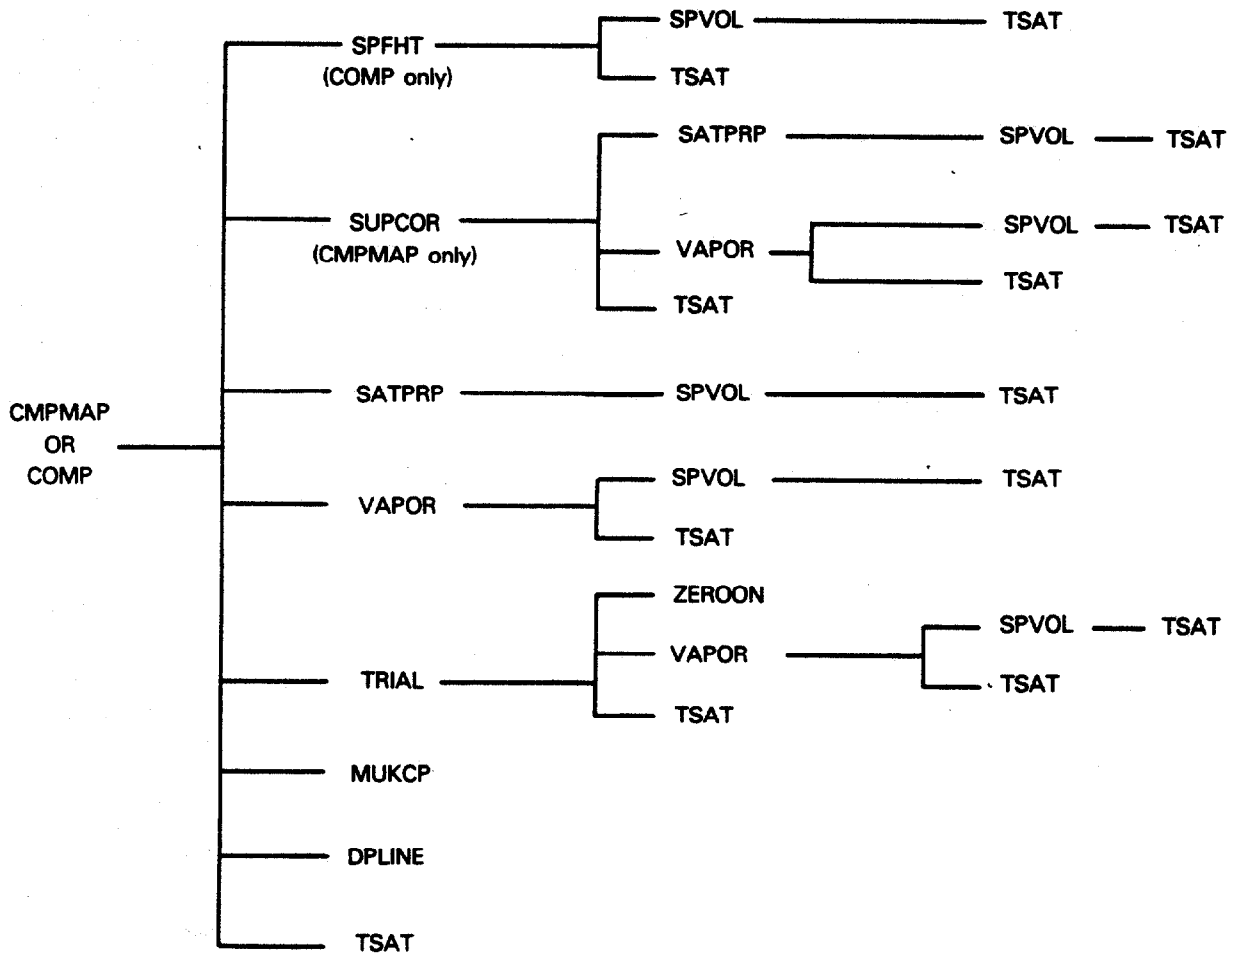 SPVOL TSAT
SPFHT
(COMP only)
TSAT
SATPRP SPVOL TSAT
SUPCOR
(CMPMAP only)
VAPOR SPVOL TSAT
TSAT
TSAT
CMPMAP
OR
COMP
SATPRP SPVOL TSAT
VAPOR
SPVOL TSAT
TSAT
TRIAL
ZEROON
VAPOR SPVOL TSAT
TSAT
TSAT
MUKCP
DPLINE
TSAT